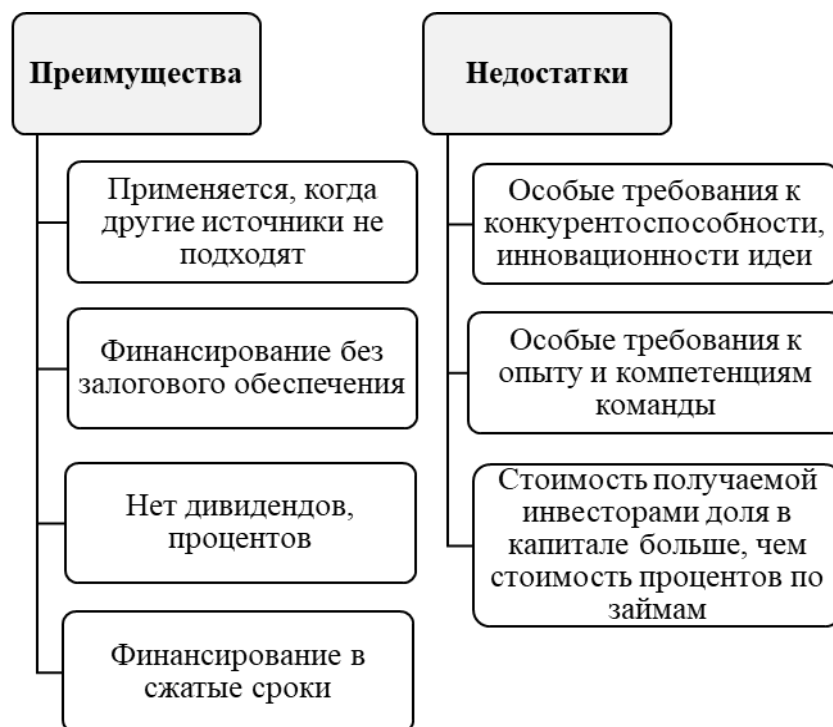 Преимущества
Применяется, когда
другие источники не
подходят
Финансирование без
залогового обеспечения
Нет дивидендов,
процентов
Финансирование в
сжатые сроки
Недостатки
Особые требования к
конкурентоспособности,
инновационности идеи
Особые требования к
опыту и компетенциям
команды
Стоимость получаемой
инвесторами доля в
капитале больше, чем
стоимость процентов по
займам